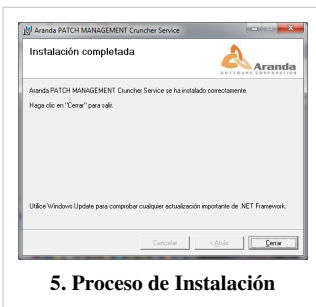 Aranda PATCH MANAGEMENT Cruncher Service
Instalación completada
Aranda
SOFTWARE CORPORATION
Aranda PATCH MANAGEMENT Cruncher Service se ha instalado correctamente.
Haga clic en "Cerrar" para salir.
Utilice Windows Update para comprobar cualquier actualización importante de .NET Framework.
Cancelar < Atrás Cerrar
5. Proceso de Instalación